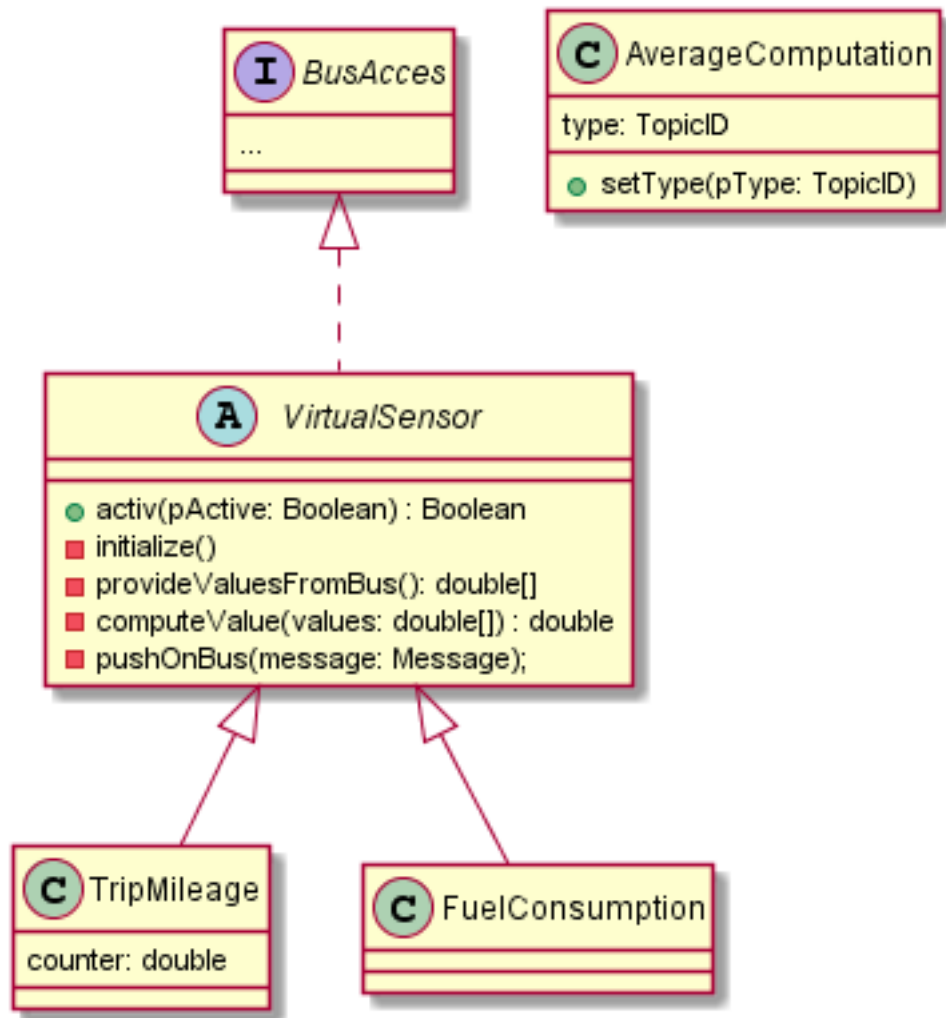 I BusAcces
...
C AverageComputation
type: TopicID
setType(pType: TopicID)
A VirtualSensor
activ(pActive: Boolean) : Boolean
initialize()
provideValuesFromBus(): double[]
computeValue(values: double[]) : double
pushOnBus(message: Message);
C TripMileage
counter: double
C FuelConsumption